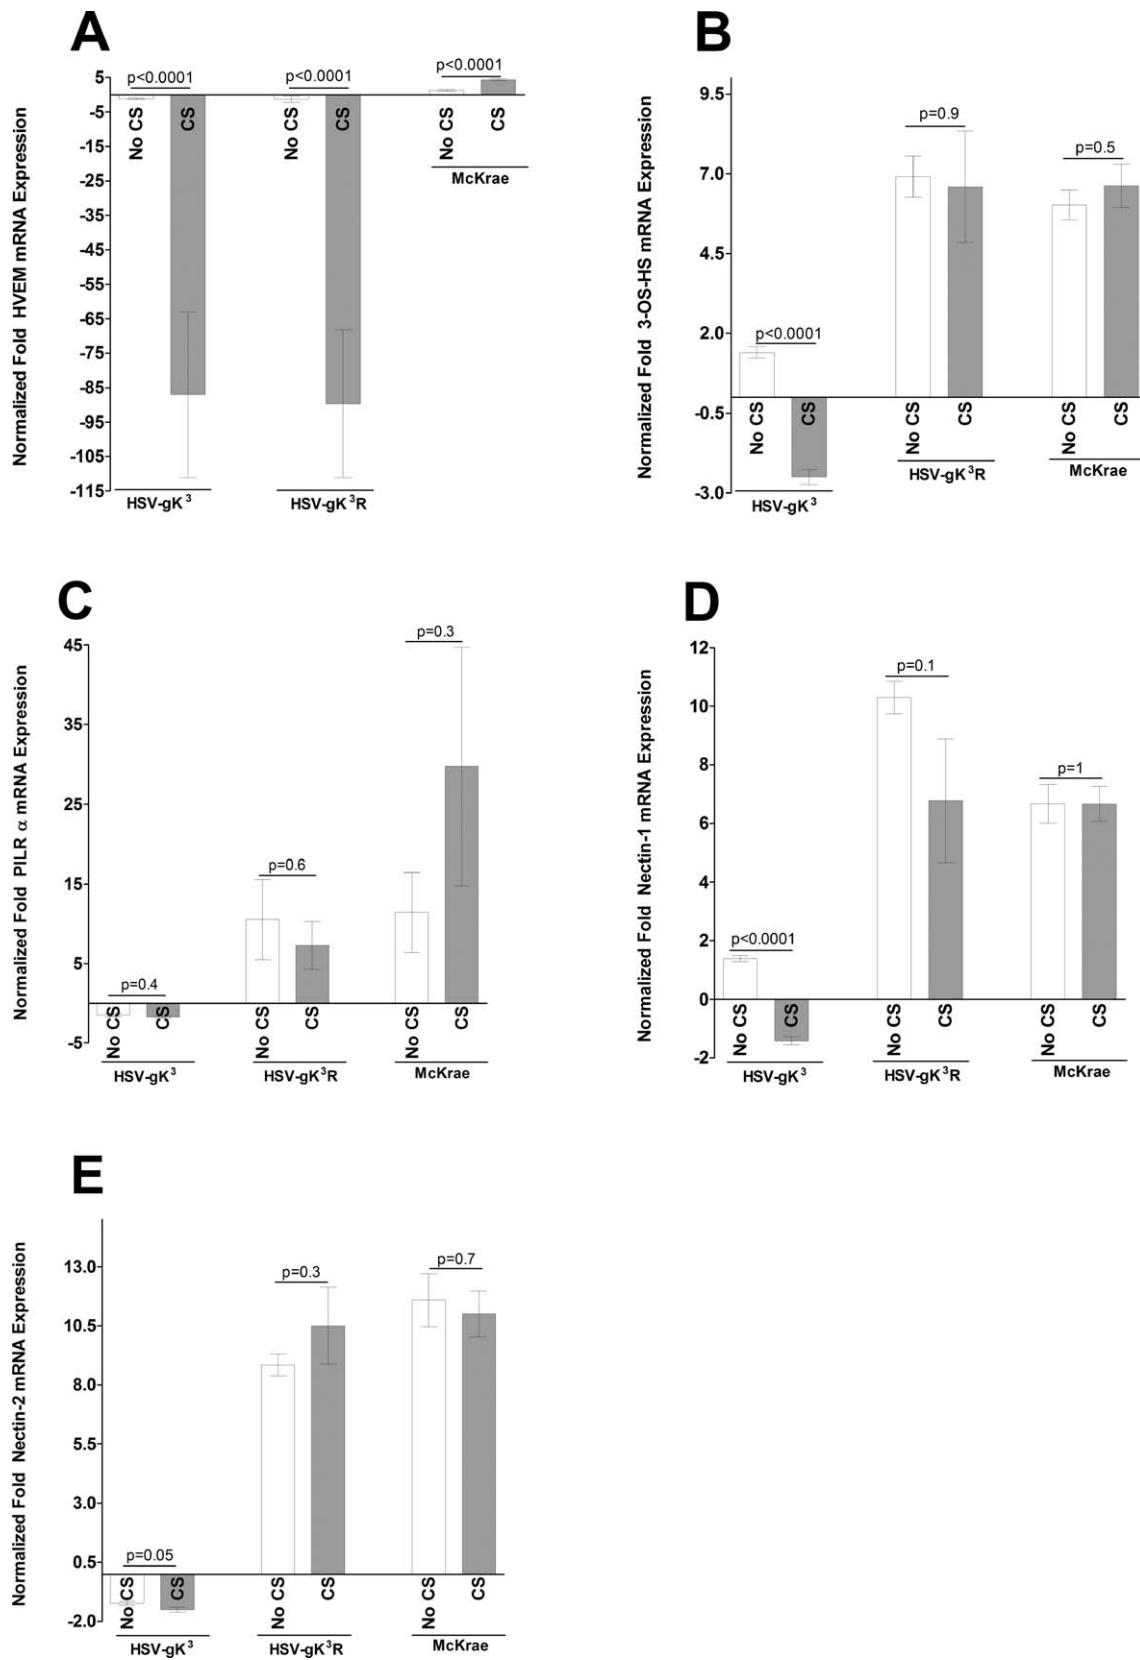 A
Normalized Fold HVEM mRNA Expression
5
-5
-15
-25
-35
-45
-55
-65
-75
-85
-95
-105
-115
p<0.0001
p<0.0001
p<0.0001
No CS
CS
No CS
CS
No CS
CS
HSV-gK³
HSV-gK³R
McKrae
B
Normalized Fold 3-OS-HS mRNA Expression
9.5
7.0
4.5
2.0
-0.5
-3.0
p<0.0001
p=0.9
p=0.5
No CS
CS
No CS
CS
No CS
CS
HSV-gK³
HSV-gK³R
McKrae
C
Normalized Fold PILR α mRNA Expression
45
35
25
15
5
-5
p=0.4
p=0.6
p=0.3
No CS
CS
No CS
CS
No CS
CS
HSV-gK³
HSV-gK³R
McKrae
D
Normalized Fold Nectin-1 mRNA Expression
12
10
8
6
4
2
0
-2
p<0.0001
p=0.1
p=1
No CS
CS
No CS
CS
No CS
CS
HSV-gK³
HSV-gK³R
McKrae
E
Normalized Fold Nectin-2 mRNA Expression
13.0
10.5
8.0
5.5
3.0
0.5
-2.0
p=0.05
p=0.3
p=0.7
No CS
CS
No CS
CS
No CS
CS
HSV-gK³
HSV-gK³R
McKrae